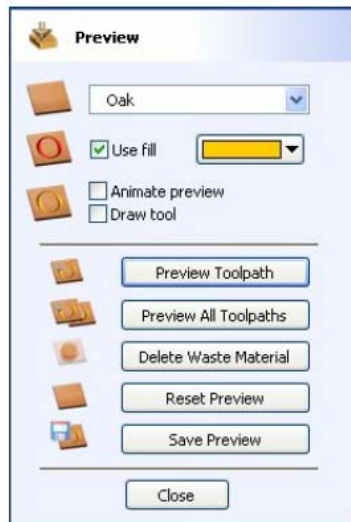 Preview
Oak
Use fill
Animate preview
Draw tool
Preview Toolpath
Preview All Toolpaths
Delete Waste Material
Reset Preview
Save Preview
Close